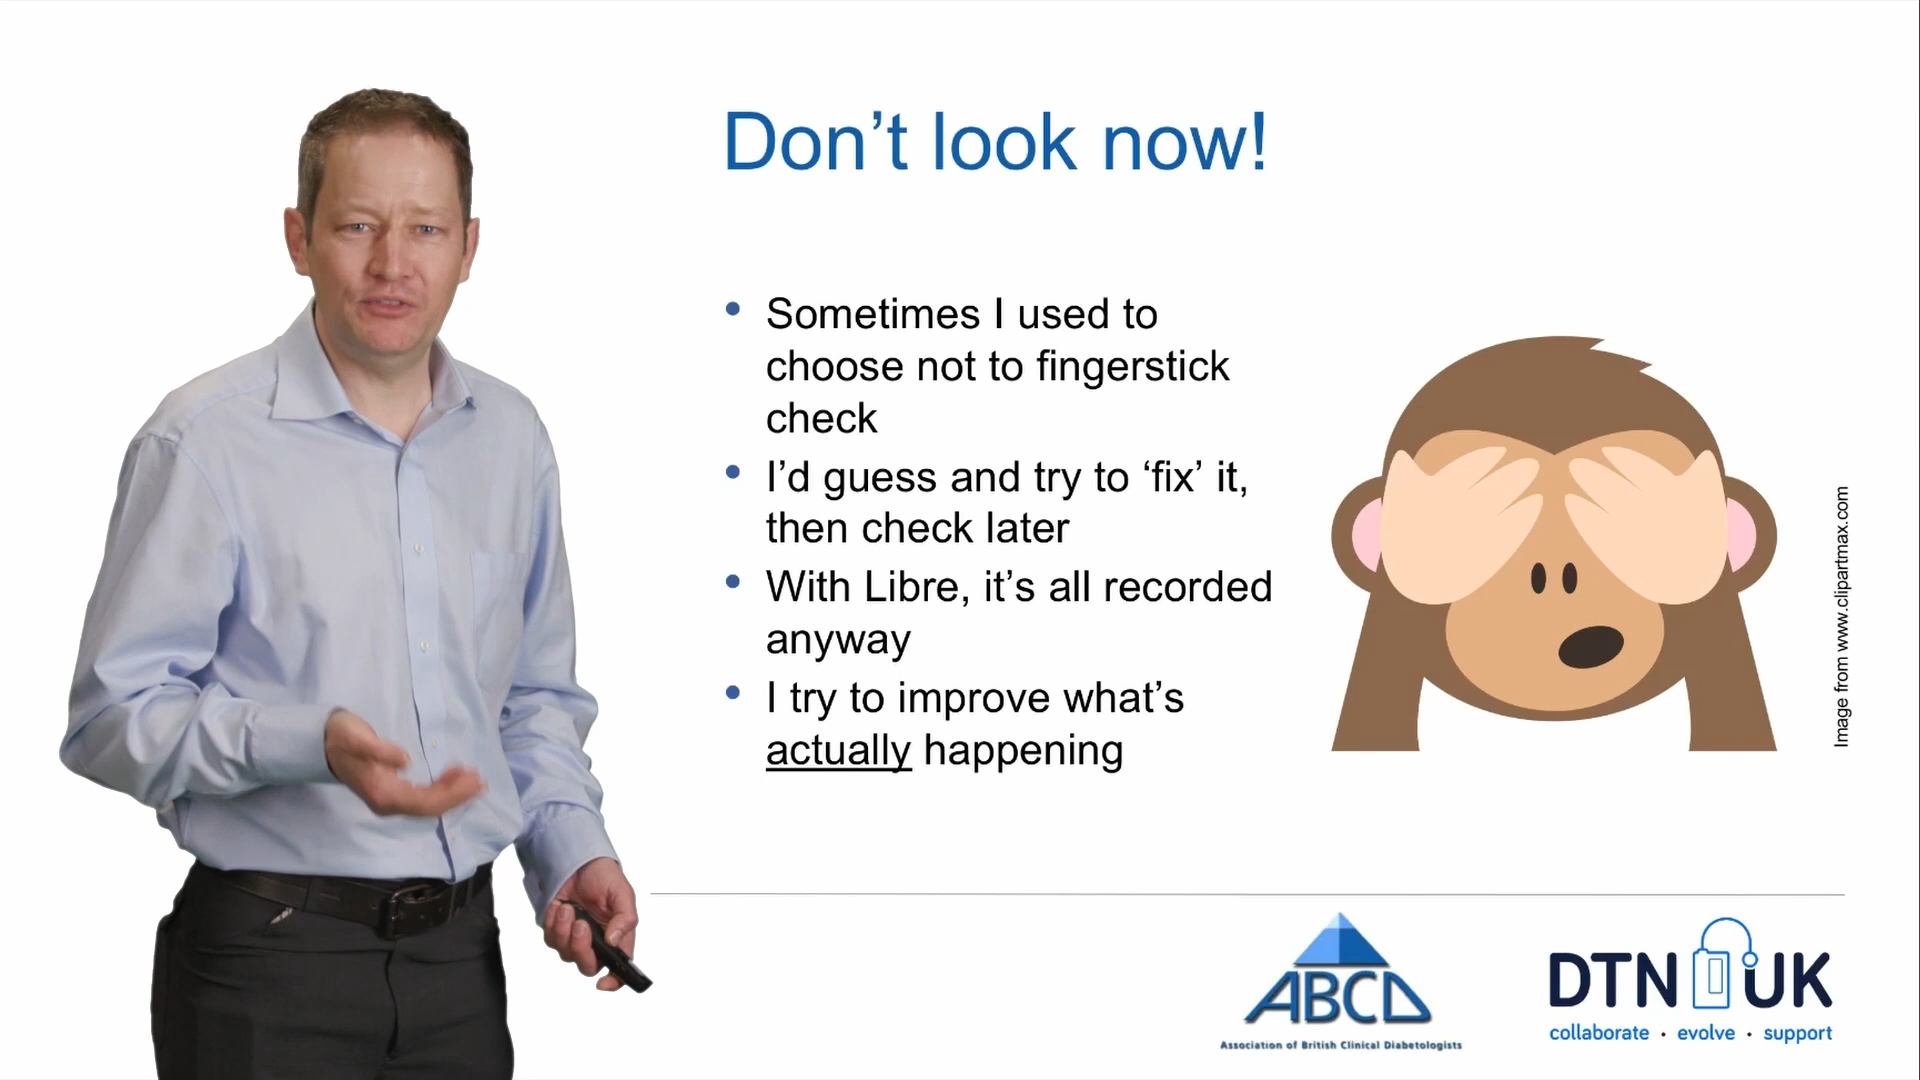 Don’t look now!
• Sometimes I used to
choose not to fingerstick
check
• I’d guess and try to ‘fix’ it,
then check later
• With Libre, it’s all recorded
anyway
• I try to improve what’s
actually happening
Image from www.clipartmax.com
ABCD
Association of British Clinical Diabetologists
DTN UK
collaborate · evolve · support